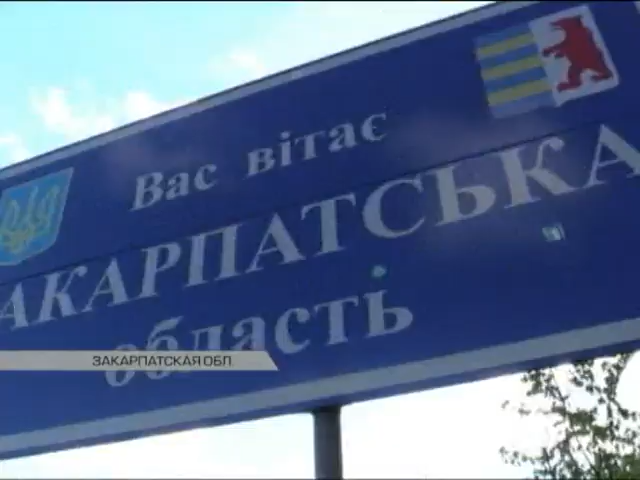 Вас вітає
АКАРПАТСЬКА
область
ЗАКАРПАТСКАЯ ОБЛ